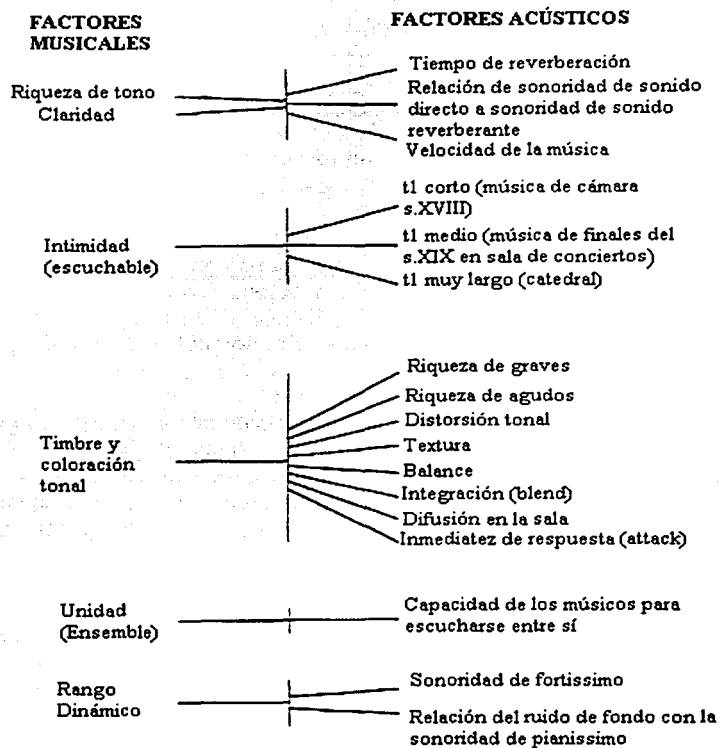 FACTORES
MUSICALES
FACTORES ACÚSTICOS
Riqueza de tono
Claridad
Tiempo de reverberación
Relación de sonoridad de sonido
directo a sonoridad de sonido
reverberante
Velocidad de la música
Intimidad
(escuchable)
t1 corto (música de cámara
s.XVIII)
t1 medio (música de finales del
s.XIX en sala de conciertos)
t1 muy largo (catedral)
Timbre y
coloración
tonal
Riqueza de graves
Riqueza de agudos
Distorsión tonal
Textura
Balance
Integración (blend)
Difusión en la sala
Inmediatez de respuesta (attack)
Unidad
(Ensemble)
Capacidad de los músicos para
escucharse entre sí
Rango
Dinámico
Sonoridad de fortissimo
Relación del ruido de fondo con la
sonoridad de pianissimo